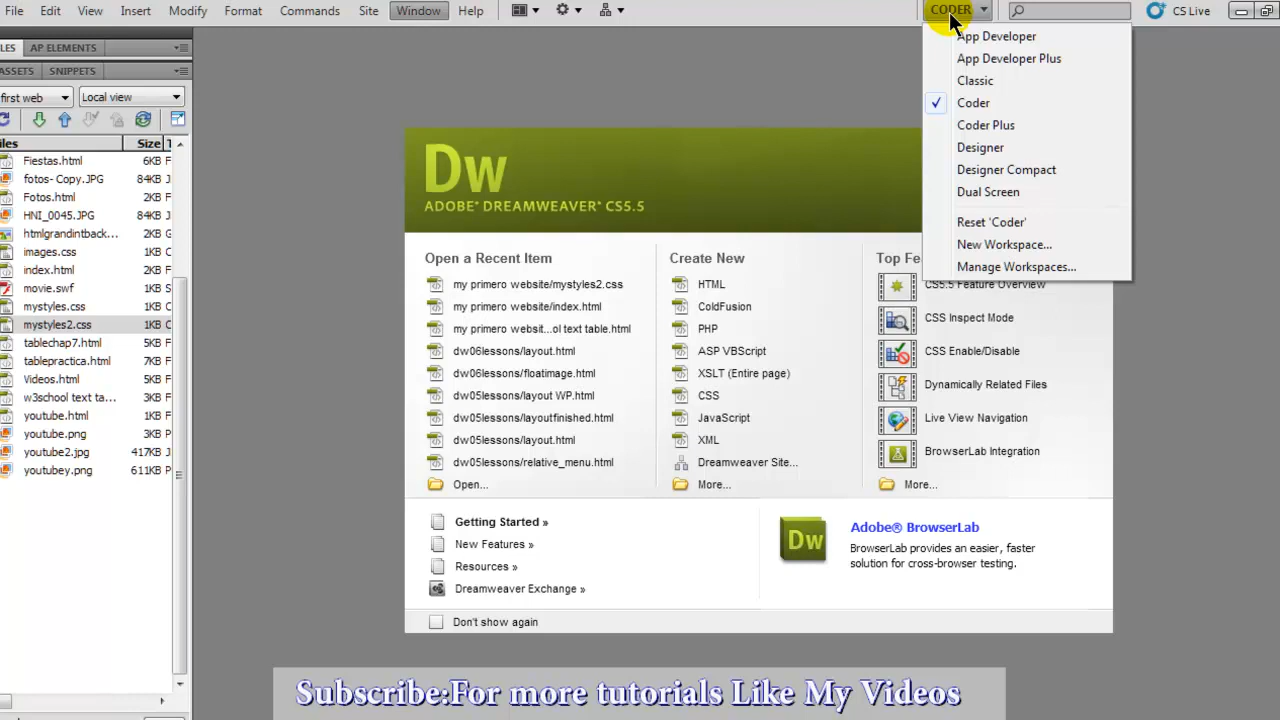 File Edit View Insert Modify Format Commands Site Window Help CODER CS Live
LES AP ELEMENTS
ASSETS SNIPPETS
first web Local view
iles Size T
Fiestas.html 6KB F
fotos- Copy.JPG 84KB F
Fotos.html 2KB F
HNI_0045.JPG 84KB F
htmlgrandintback... 3KB F
images.css 1KB C
index.html 4KB F
movie.swf 9KB F
mystyles.css 1KB C
mystyles2.css 1KB C
tablechap7.html 1KB F
tablepractica.html 7KB F
Videos.html 5KB F
w3school text ta... 1KB F
youtube.html 1KB F
youtube.png 3KB P
youtube2.jpg 417KB F
youtubey.png 611KB P
App Developer
App Developer Plus
Classic
Coder
Coder Plus
Designer
Designer Compact
Dual Screen
Reset 'Coder'
New Workspace...
Manage Workspaces...
Dw
ADOBE® DREAMWEAVER® CS5.5
Open a Recent Item
my primero website/mystyles2.css
my primero website/index.html
my primero websit...ol text table.html
dw06lessons/layout.html
dw06lessons/floatimage.html
dw05lessons/layout WP.html
dw05lessons/layoutfinished.html
dw05lessons/layout.html
dw05lessons/relative_menu.html
Open...
Create New
HTML
ColdFusion
PHP
ASP VBScript
XSLT (Entire page)
CSS
JavaScript
XML
Dreamweaver Site...
More...
Top Fe
CS5.5 Feature Overview
CSS Inspect Mode
CSS Enable/Disable
Dynamically Related Files
Live View Navigation
BrowserLab Integration
More...
Getting Started »
New Features »
Resources »
Dreamweaver Exchange »
Dw
Adobe® BrowserLab
BrowserLab provides an easier, faster
solution for cross-browser testing.
Don't show again
Subscribe:For more tutorials Like My Videos